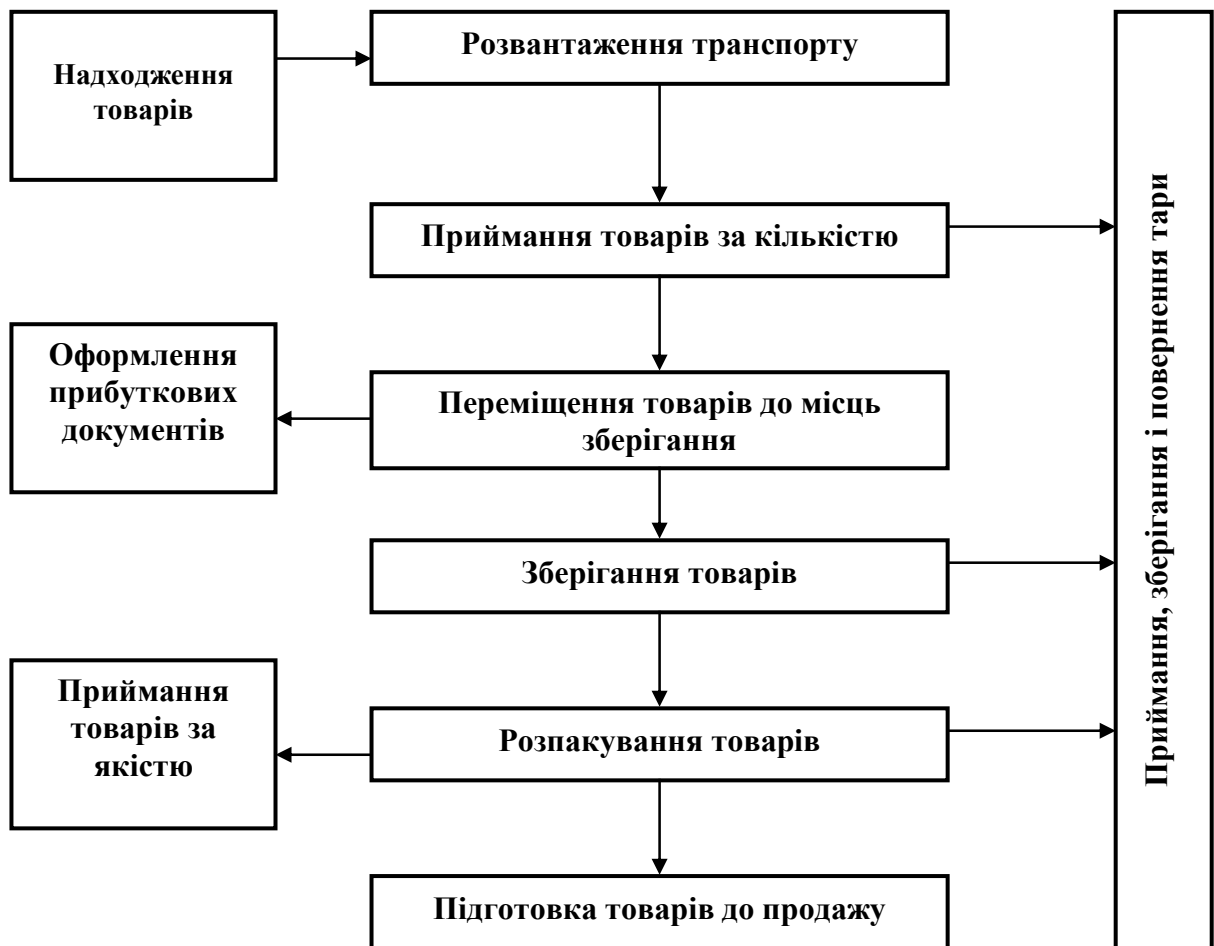 Надходження
товарів
Розвантаження транспорту
Приймання товарів за кількістю
Оформлення
прибуткових
документів
Переміщення товарів до місць
зберігання
Зберігання товарів
Приймання
товарів за
якістю
Розпакування товарів
Підготовка товарів до продажу
Приймання, зберігання і повернення тари